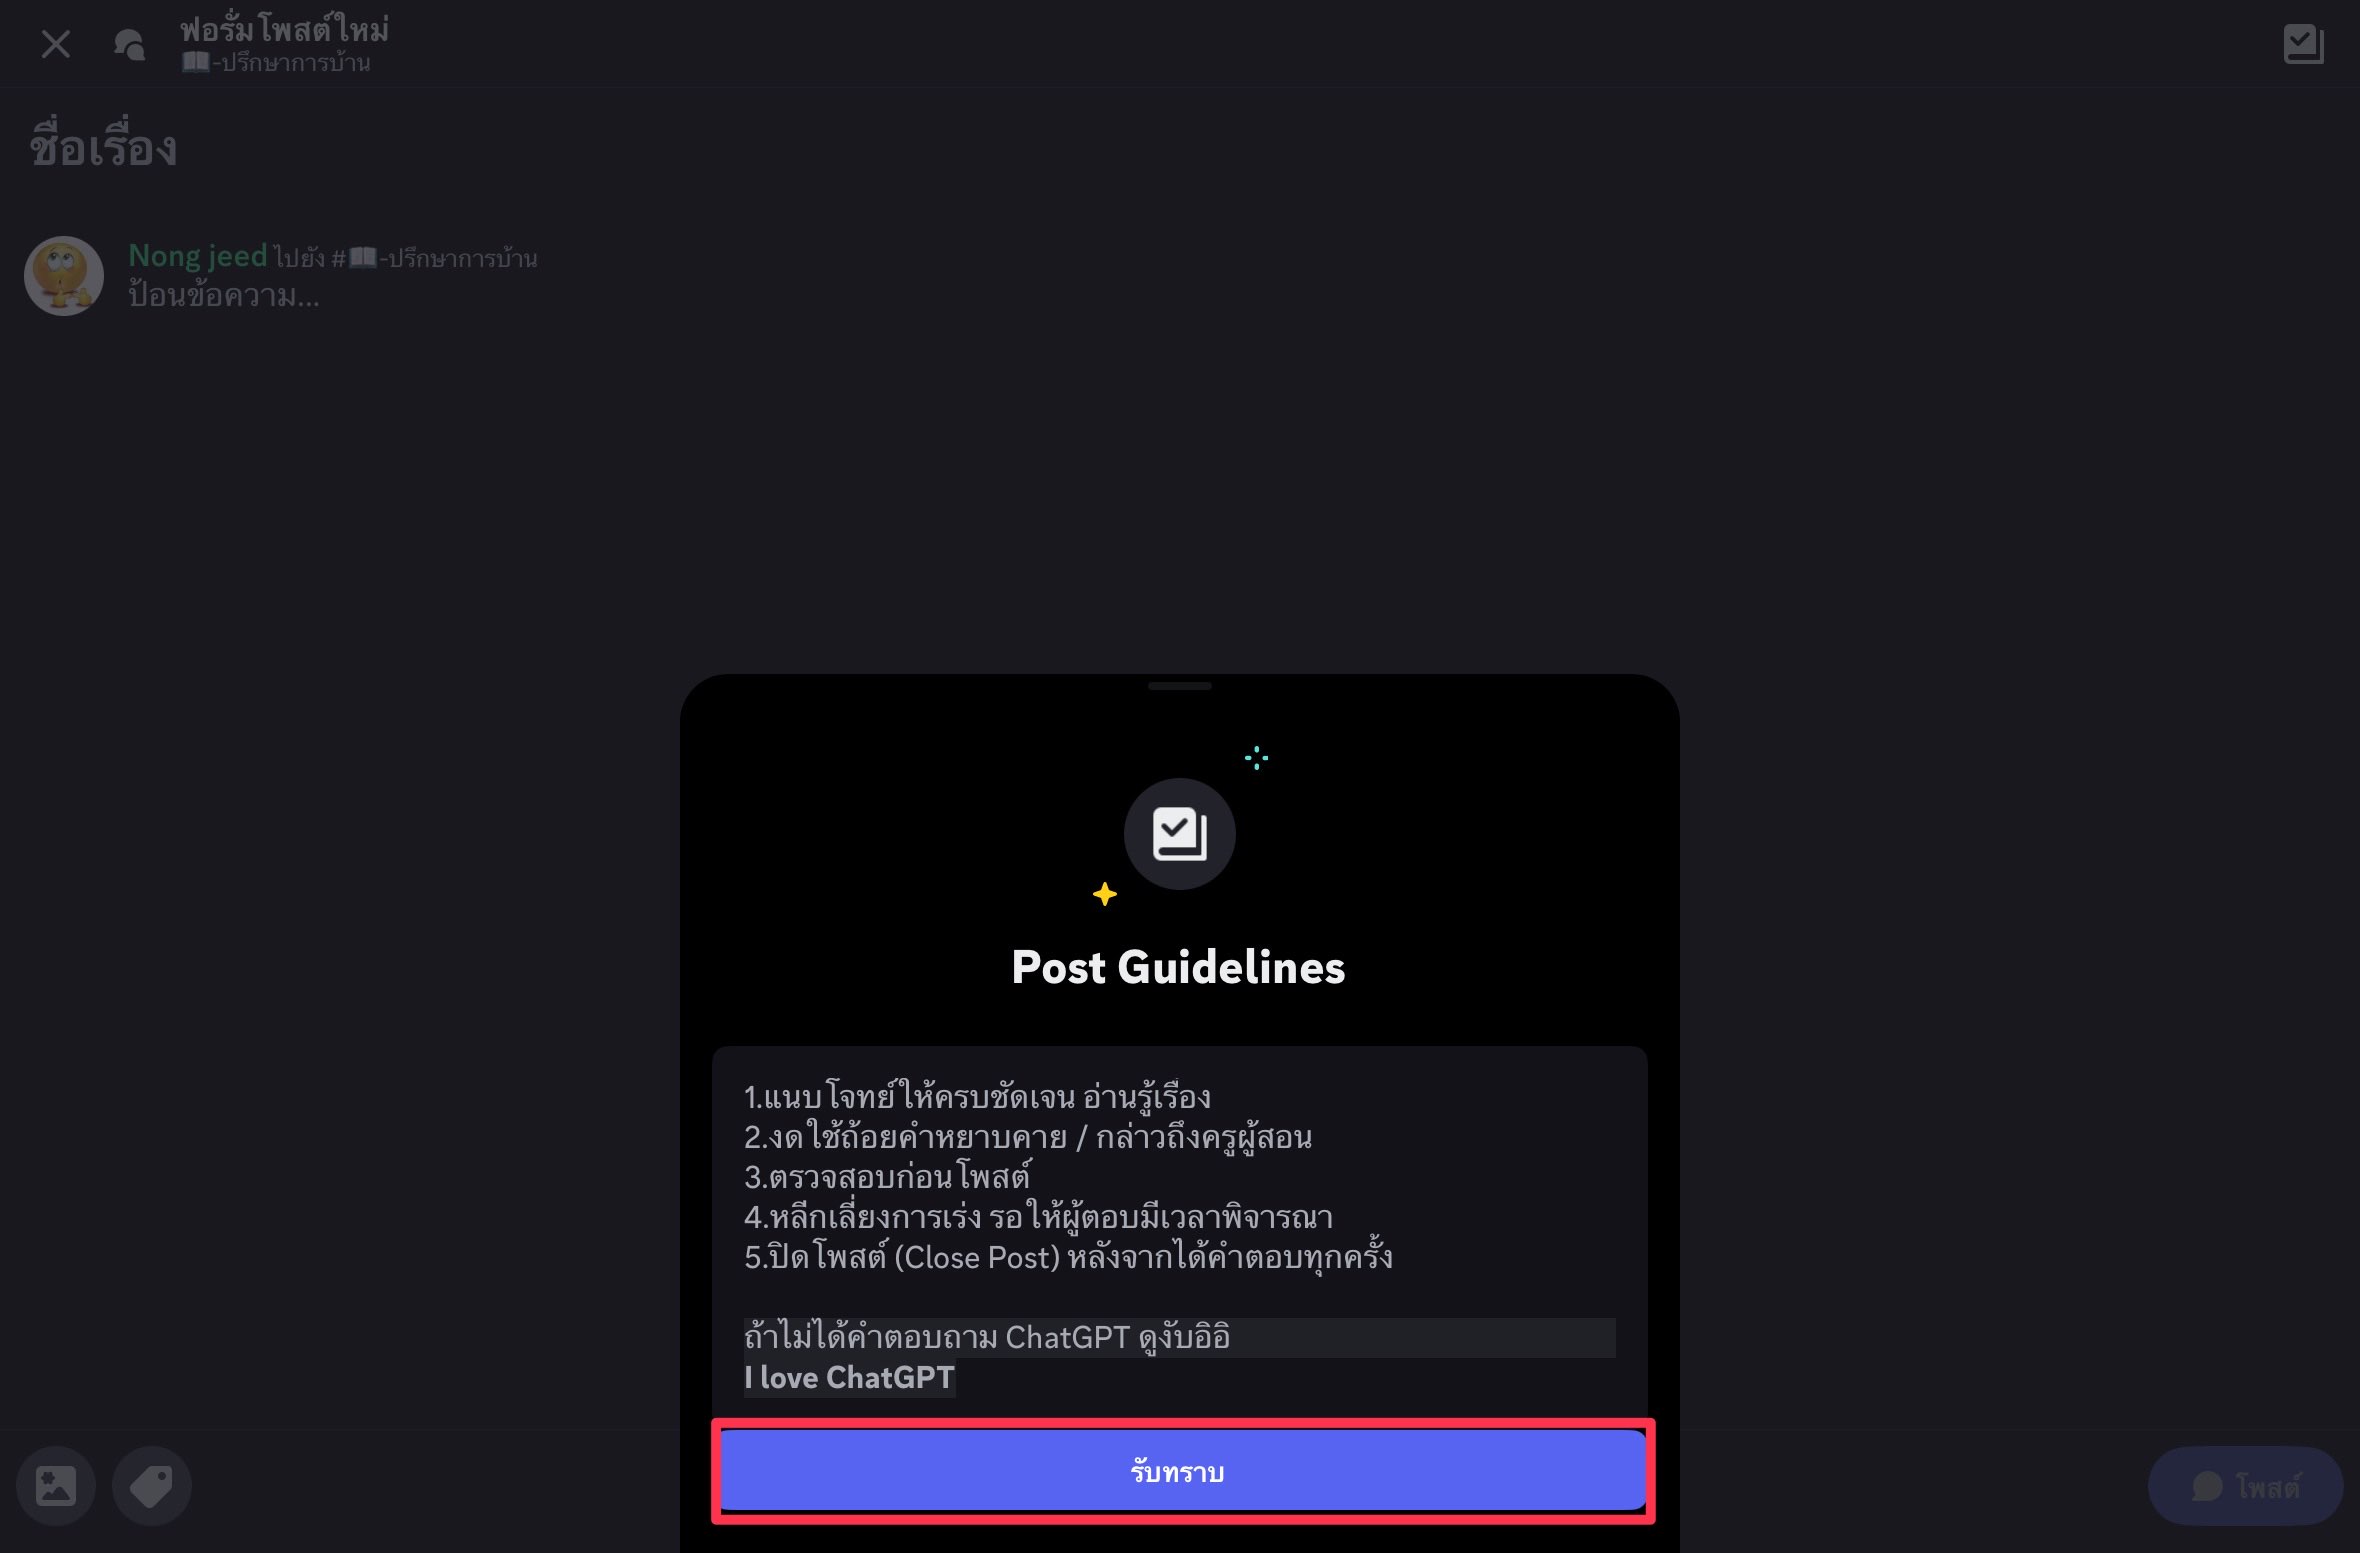 ฟอรั่มโพสต์ใหม่
📖-ปรึกษาการบ้าน
ชื่อเรื่อง
Nong jeed ไปยัง #📖-ปรึกษาการบ้าน
ป้อนข้อความ...
Post Guidelines
1.แนบโจทย์ให้ครบชัดเจน อ่านรู้เรื่อง
2.งดใช้ถ้อยคำหยาบคาย / กล่าวถึงครูผู้สอน
3.ตรวจสอบก่อนโพสต์
4.หลีกเลี่ยงการเร่ง รอให้ผู้ตอบมีเวลาพิจารณา
5.ปิดโพสต์ (Close Post) หลังจากได้คำตอบทุกครั้ง
ถ้าไม่ได้คำตอบถาม ChatGPT ดูงับอิอิ
I love ChatGPT
รับทราบ
โพสต์